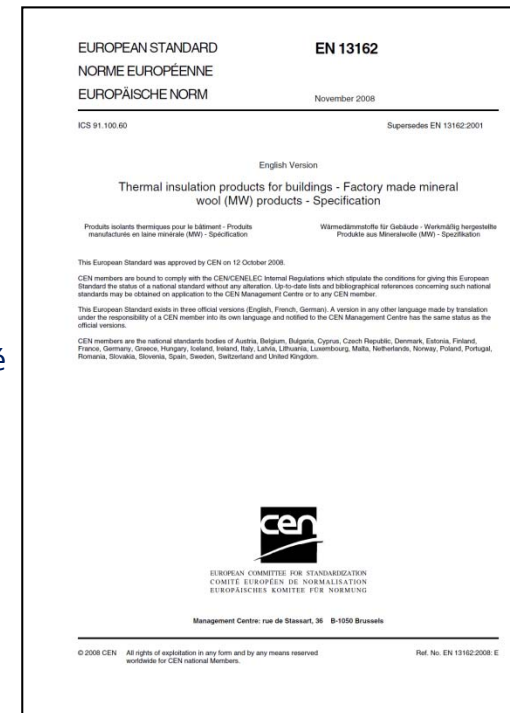 EUROPEAN STANDARD
NORME EUROPÉENNE
EUROPÄISCHE NORM
EN 13162
November 2008
ICS 91.100.60
Supersedes EN 13162:2001
English Version
Thermal insulation products for buildings - Factory made mineral
wool (MW) products - Specification
Produits isolants thermiques pour le bâtiment - Produits
manufacturés en laine minérale (MW) - Spécification
Wärmedämmstoffe für Gebäude - Werkmäßig hergestellte
Produkte aus Mineralwolle (MW) - Spezifikation
This European Standard was approved by CEN on 12 October 2008.
CEN members are bound to comply with the CEN/CENELEC Internal Regulations which stipulate the conditions for giving this European
Standard the status of a national standard without any alteration. Up-to-date lists and bibliographical references concerning such national
standards may be obtained on application to the CEN Management Centre or to any CEN member.
This European Standard exists in three official versions (English, French, German). A version in any other language made by translation
under the responsibility of a CEN member into its own language and notified to the CEN Management Centre has the same status as the
official versions.
CEN members are the national standards bodies of Austria, Belgium, Bulgaria, Cyprus, Czech Republic, Denmark, Estonia, Finland,
France, Germany, Greece, Hungary, Iceland, Ireland, Italy, Latvia, Lithuania, Luxembourg, Malta, Netherlands, Norway, Poland, Portugal,
Romania, Slovakia, Slovenia, Spain, Sweden, Switzerland and United Kingdom.
é
cen
EUROPEAN COMMITTEE FOR STANDARDIZATION
COMITÉ EUROPÉEN DE NORMALISATION
EUROPÄISCHES KOMITEE FÜR NORMUNG
Management Centre: rue de Stassart, 36 B-1050 Brussels
© 2008 CEN All rights of exploitation in any form and by any means reserved
worldwide for CEN national Members.
Ref. No. EN 13162:2008: E